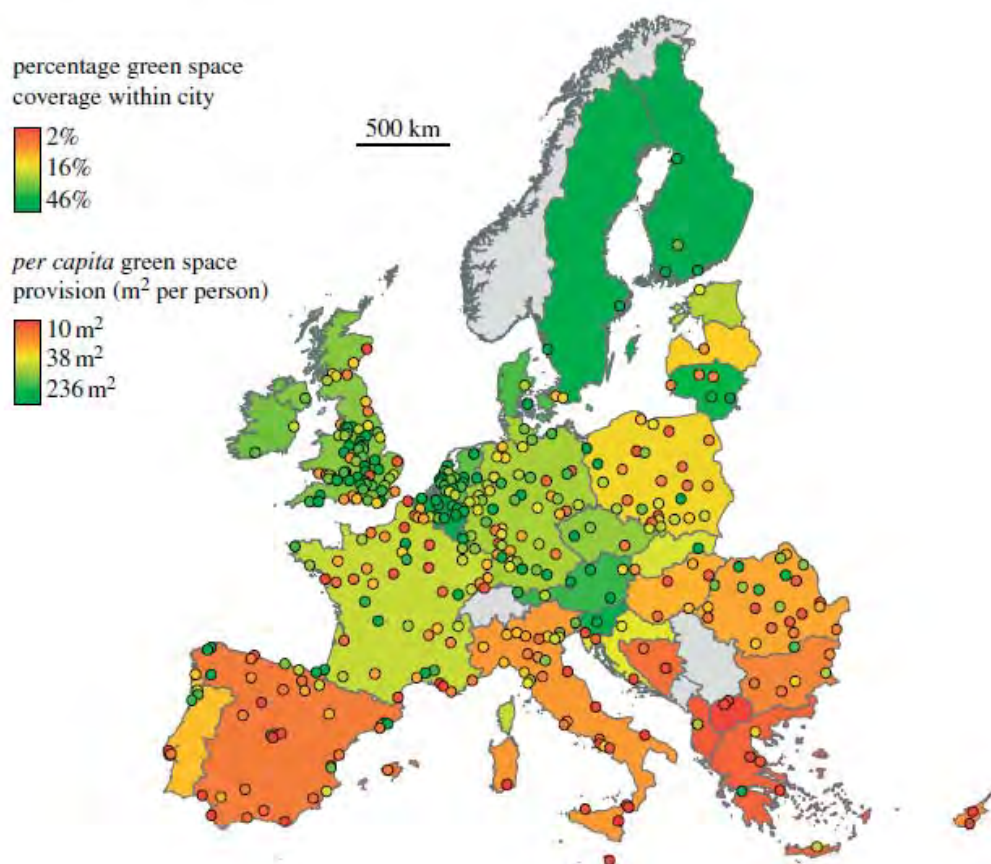 percentage green space
coverage within city
2%
16%
46%
500 km
per capita green space
provision (m² per person)
10 m²
38 m²
236 m²